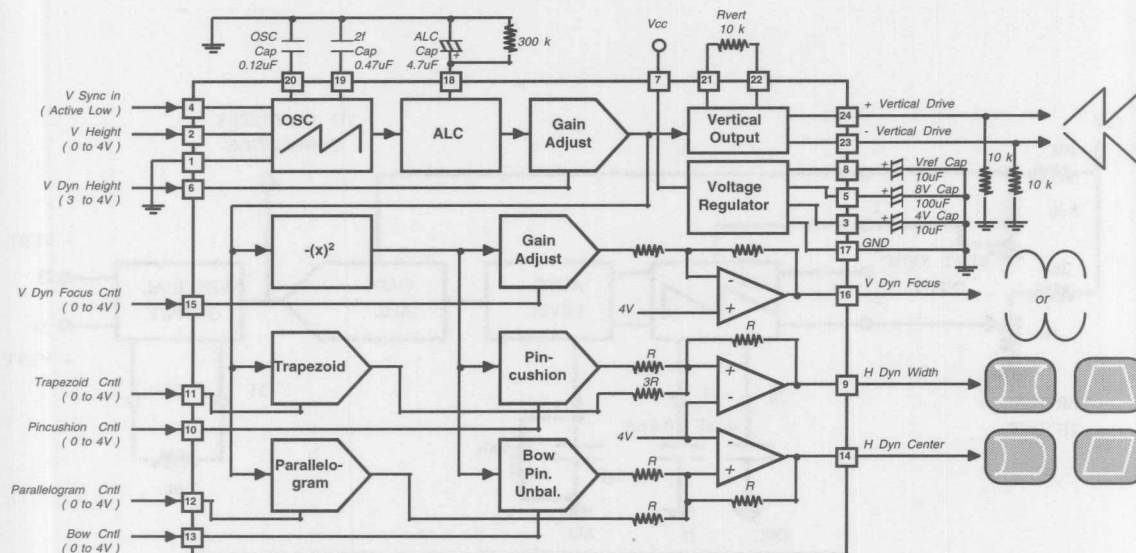 OSC
Cap
0.12uF
2f
Cap
0.47uF
ALC
Cap
4.7uF
+
300 k
Vcc
Rvert
10 k
20
19
18
7
21
22
V Sync in
( Active Low )
4
V Height
( 0 to 4V )
2
1
V Dyn Height
( 3 to 4V )
6
OSC
ALC
Gain
Adjust
Vertical
Output
24
+ Vertical Drive
23
- Vertical Drive
Voltage
Regulator
8
+
Vref Cap
10uF
5
+
8V Cap
100uF
3
+
4V Cap
10uF
17
GND
10 k
10 k
-(x)²
Gain
Adjust
V Dyn Focus Cntl
( 0 to 4V )
15
4V
-
+
16
V Dyn Focus
or
Trapezoid
Pin-
cushion
R
3R
R
+
-
9
H Dyn Width
Trapezoid Cntl
( 0 to 4V )
11
Pincushion Cntl
( 0 to 4V )
10
4V
-
+
14
H Dyn Center
Parallelo-
gram
Bow
Pin.
Unbal.
R
R
R
Parallelogram Cntl
( 0 to 4V )
12
Bow Cntl
( 0 to 4V )
13